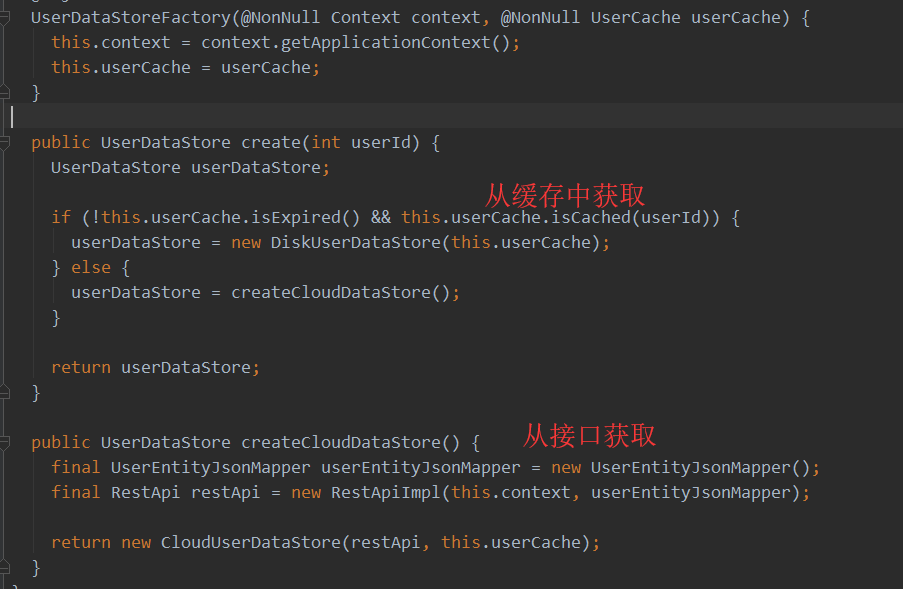 UserDataStoreFactory(@NonNull Context context, @NonNull UserCache userCache) {
this.context = context.getApplicationContext();
this.userCache = userCache;
}
public UserDataStore create(int userId) {
UserDataStore userDataStore;
从缓存中获取
if (!this.userCache.isExpired() && this.userCache.isCached(userId)) {
userDataStore = new DiskUserDataStore(this.userCache);
} else {
userDataStore = createCloudDataStore();
}
return userDataStore;
}
从接口获取
public UserDataStore createCloudDataStore() {
final UserEntityJsonMapper userEntityJsonMapper = new UserEntityJsonMapper();
final RestApi restApi = new RestApiImpl(this.context, userEntityJsonMapper);
return new CloudUserDataStore(restApi, this.userCache);
}